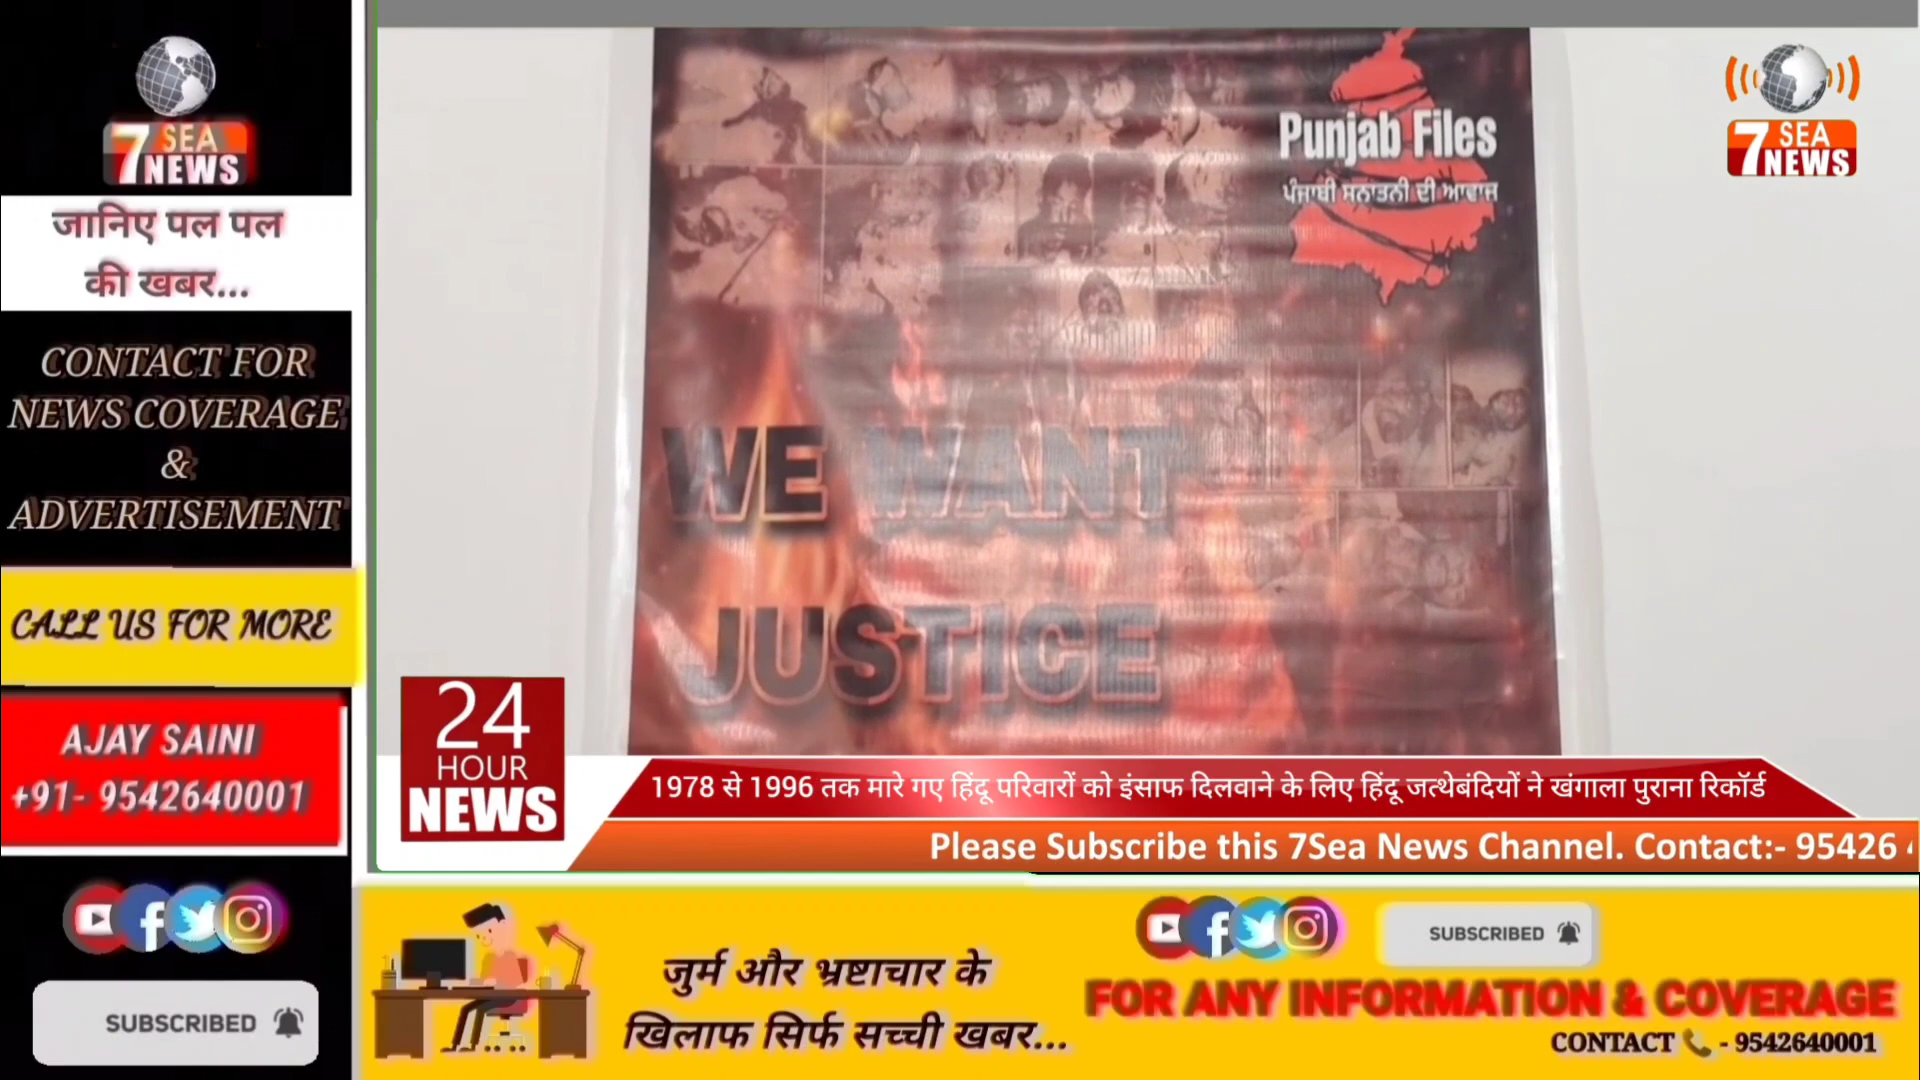 7 SEA
NEWS
जानिए पल पल
की खबर...
CONTACT FOR
NEWS COVERAGE
&
ADVERTISEMENT
CALL US FOR MORE
AJAY SAINI
+91- 9542640001
SUBSCRIBED
Punjab Files
ਪੰਜਾਬੀ ਸਨਾਤਨੀ ਦੀ ਆਵਾਜ਼
WE WANT
JUSTICE
7 SEA
NEWS
24
HOUR
NEWS
1978 से 1996 तक मारे गए हिंदू परिवारों को इंसाफ दिलवाने के लिए हिंदू जत्थेबंदियों ने खंगाला पुराना रिकॉर्ड
Please Subscribe this 7Sea News Channel. Contact:- 95426
जुर्म और भ्रष्टाचार के
खिलाफ सिर्फ सच्ची खबर...
SUBSCRIBED
FOR ANY INFORMATION & COVERAGE
CONTACT - 9542640001